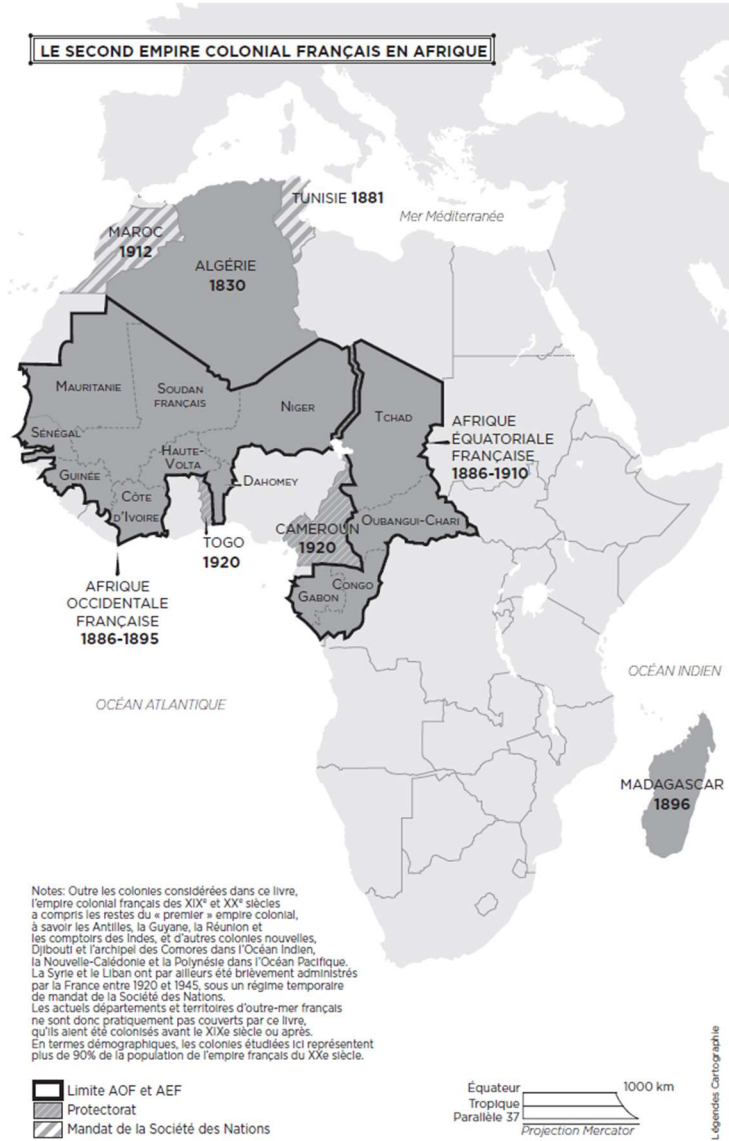 LE SECOND EMPIRE COLONIAL FRANÇAIS EN AFRIQUE
TUNISIE 1881
Mer Méditerranée
MAROC
1912
ALGÉRIE
1830
MAURITANIE
SOUDAN
FRANÇAIS
NIGER
TCHAD
AFRIQUE
ÉQUATORIALE
FRANÇAISE
1886-1910
SÉNÉGAL
HAUTE-
VOLTA
GUINÉE
DAHOMEY
CÔTE
D'IVOIRE
CAMEROUN
1920
OUBANGUI-CHARI
TOGO
1920
AFRIQUE
OCCIDENTALE
FRANÇAISE
1886-1895
CONGO
GABON
OCÉAN INDIEN
OCÉAN ATLANTIQUE
MADAGASCAR
1896
Notes: Outre les colonies considérées dans ce livre,
l'empire colonial français des XIXe et XXe siècles
a compris les restes du « premier » empire colonial,
à savoir les Antilles, la Guyane, la Réunion et
les comptoirs des Indes, et d'autres colonies nouvelles,
Djibouti et l'archipel des Comores dans l'Océan Indien,
la Nouvelle-Calédonie et la Polynésie dans l'Océan Pacifique.
La Syrie et le Liban ont par ailleurs été brièvement administrés
par la France entre 1920 et 1945, sous un régime temporaire
de mandat de la Société des Nations.
Les actuels départements et territoires d'outre-mer français
ne sont donc pratiquement pas couverts par ce livre,
qu'ils aient été colonisés avant le XIXe siècle ou après.
En termes démographiques, les colonies étudiées ici représentent
plus de 90% de la population de l'empire français du XXe siècle.
Limite AOF et AEF
Protectorat
Mandat de la Société des Nations
Équateur
1000 km
Tropique
Parallèle 37
Projection Mercator
Légendes Cartographie